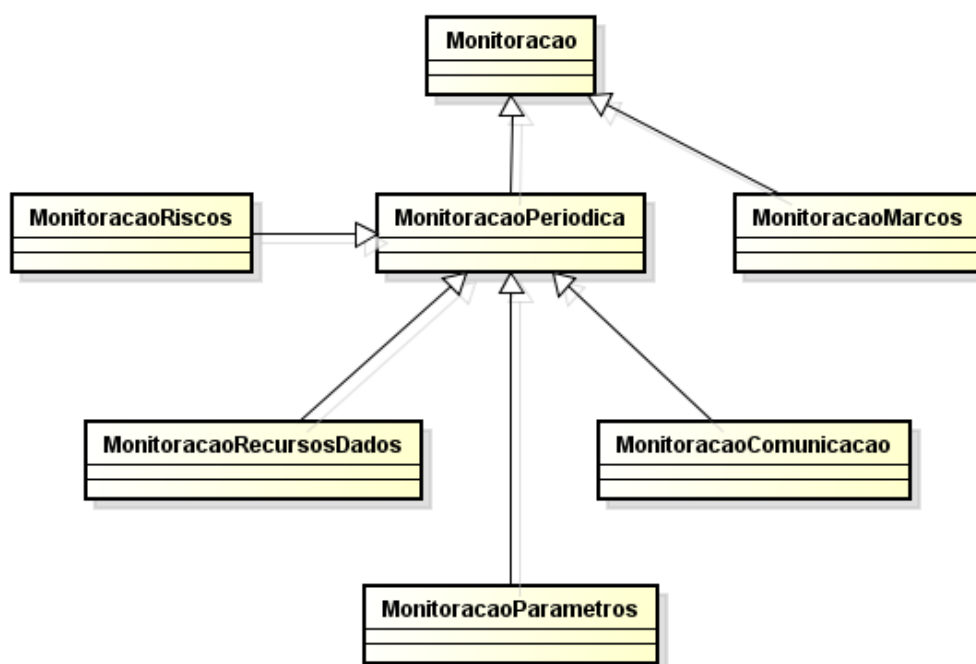 Monitoracao
MonitoracaoRiscos
MonitoracaoPeriodica
MonitoracaoMarcos
MonitoracaoRecursosDados
MonitoracaoComunicacao
MonitoracaoParametros